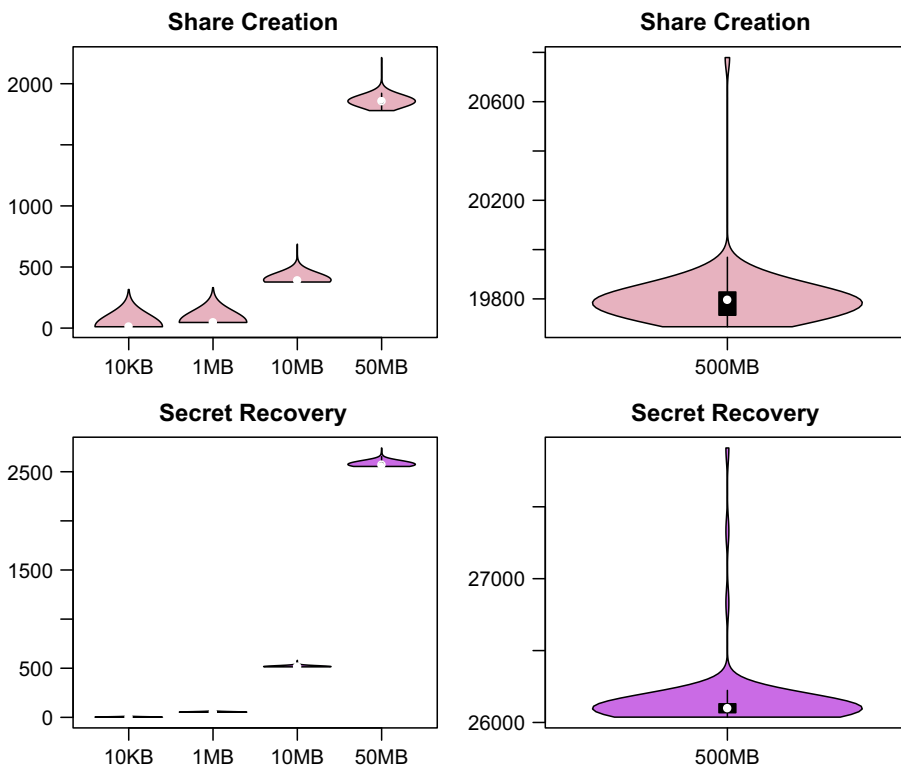 Share Creation
2000
1000
500
0
10KB 1MB 10MB 50MB
Share Creation
20600
20200
19800
500MB
Secret Recovery
2500
1500
500
0
10KB 1MB 10MB 50MB
Secret Recovery
27000
26000
500MB